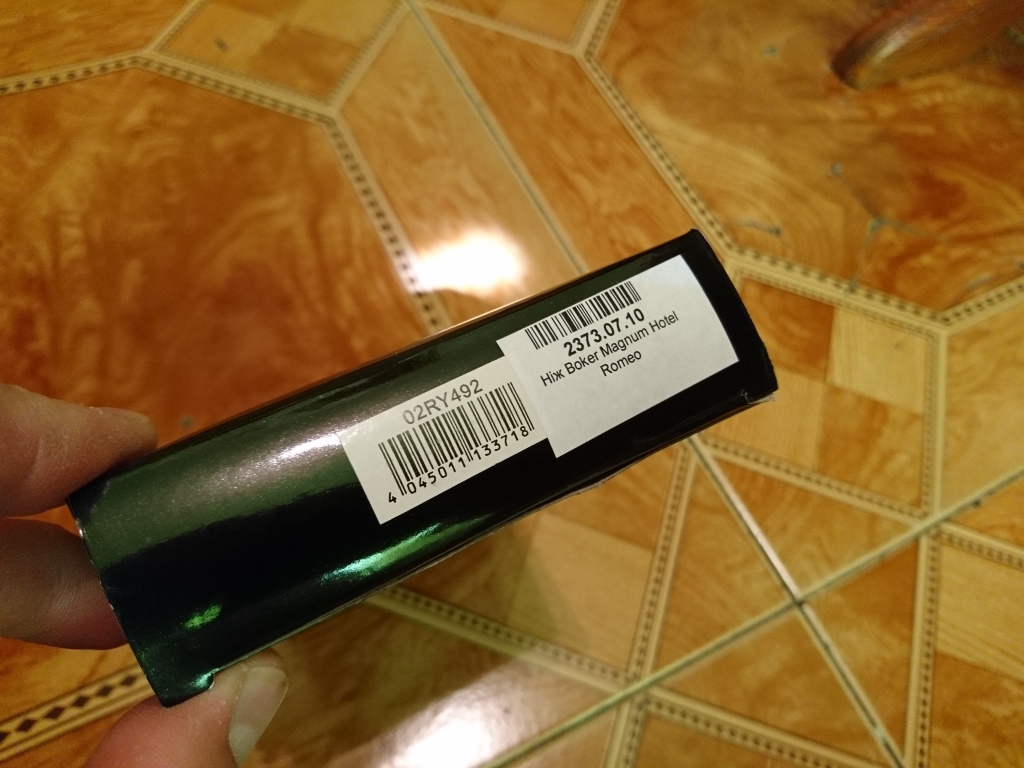 2373.07.10
Ніж Boker Magnum Hotel
Romeo
02RY492
4 045011 133718